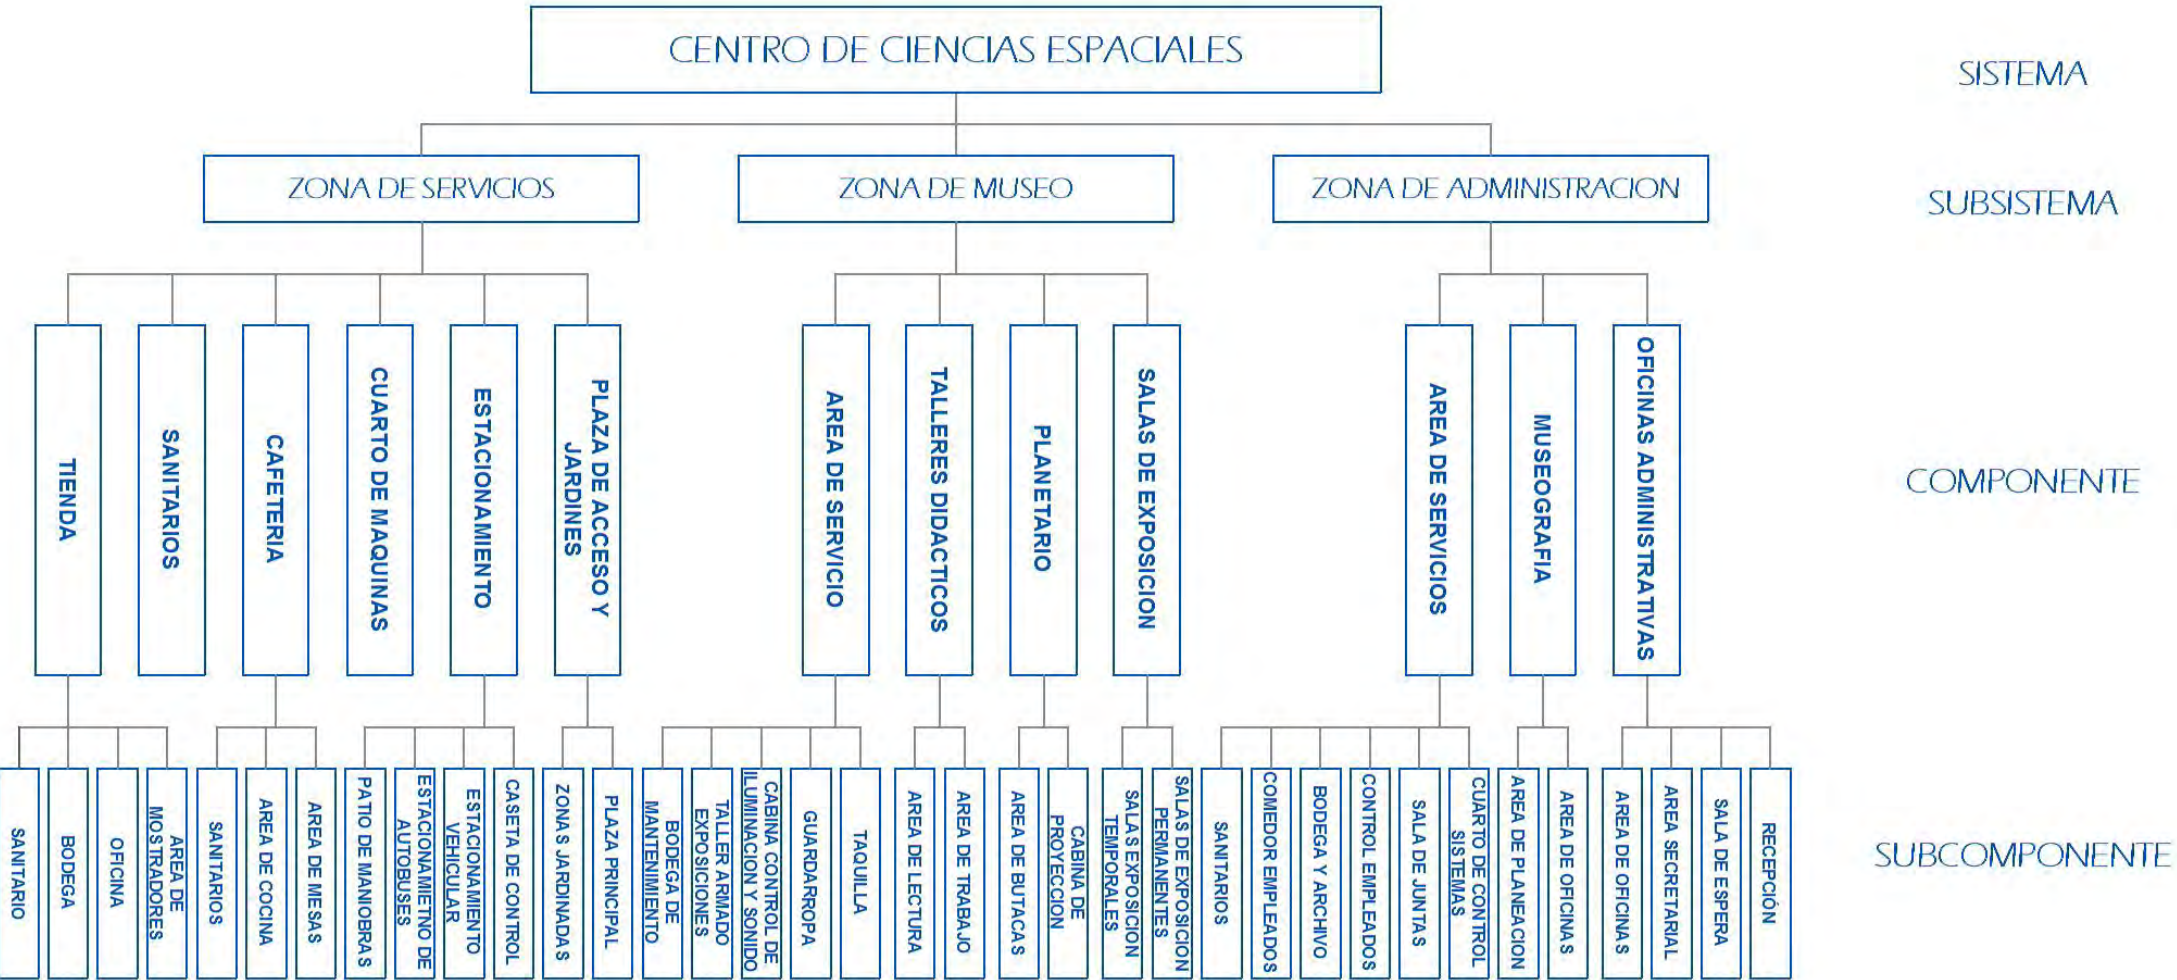 CENTRO DE CIENCIAS ESPACIALES
SISTEMA
ZONA DE SERVICIOS
ZONA DE MUSEO
ZONA DE ADMINISTRACION
SUBSISTEMA
TIENDA
SANITARIOS
CAFETERIA
CUARTO DE MAQUINAS
ESTACIONAMIENTO
PLAZA DE ACCESO Y
JARDINES
AREA DE SERVICIO
TALLERES DIDACTICOS
PLANETARIO
SALAS DE EXPOSICION
AREA DE SERVICIOS
MUSEOGRAFIA
OFICINAS ADMINISTRATIVAS
COMPONENTE
SANITARIO
BODEGA
OFICINA
AREA DE
MOSTRADORES
SANITARIOS
AREA DE COCINA
AREA DE MESAS
PATIO DE MANIOBRAS
ESTACIONAMIETNO DE
AUTOBUSES
ESTACIONAMIENTO
VEHICULAR
CASETA DE CONTROL
ZONAS JARDINADAS
PLAZA PRINCIPAL
BODEGA DE
MANTENIMIENTO
TALLER ARMADO
EXPOSICIONES
CABINA CONTROL DE
ILUMINACION Y SONIDO
GUARDARROPA
TAQUILLA
AREA DE LECTURA
AREA DE TRABAJO
AREA DE BUTACAS
CABINA DE
PROYECCION
SALAS EXPOSICION
TEMPORALES
SALAS DE EXPOSICIÓN
PERMANENTES
SANITARIOS
COMEDOR EMPLEADOS
BODEGA Y ARCHIVO
CONTROL EMPLEADOS
SALA DE JUNTAS
CUARTO DE CONTROL
SISTEMAS
AREA DE PLANEACION
AREA DE OFICINAS
AREA DE OFICINAS
AREA SECRETARIAL
SALA DE ESPERA
RECEPCIÓN
SUBCOMPONENTE